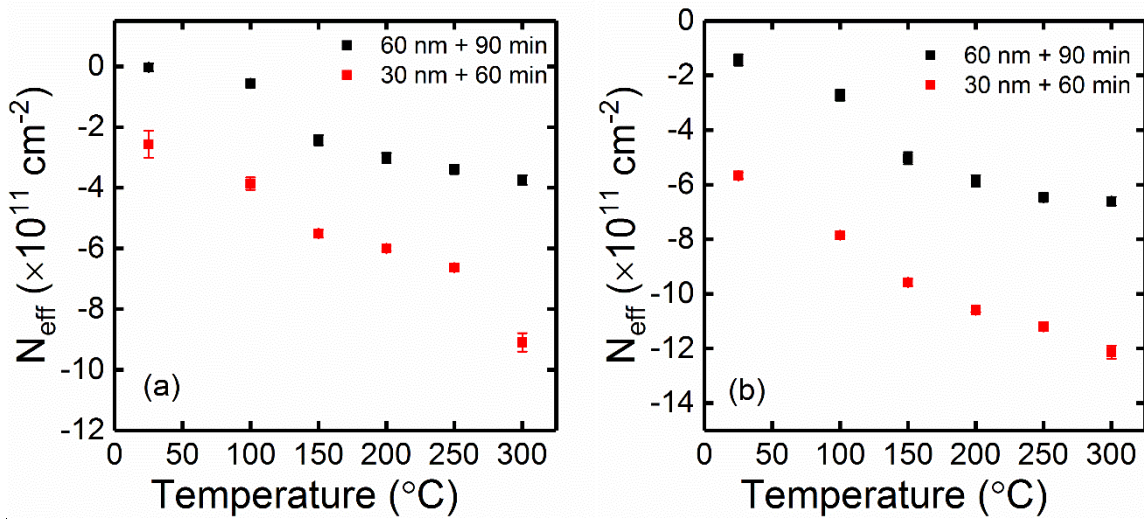 0
-2
-4
-6
-8
-10
-12
N_eff (×10^11 cm^-2)
60 nm + 90 min
30 nm + 60 min
(a)
0 50 100 150 200 250 300
Temperature (°C)
0
-2
-4
-6
-8
-10
-12
-14
N_eff (×10^11 cm^-2)
60 nm + 90 min
30 nm + 60 min
(b)
0 50 100 150 200 250 300
Temperature (°C)